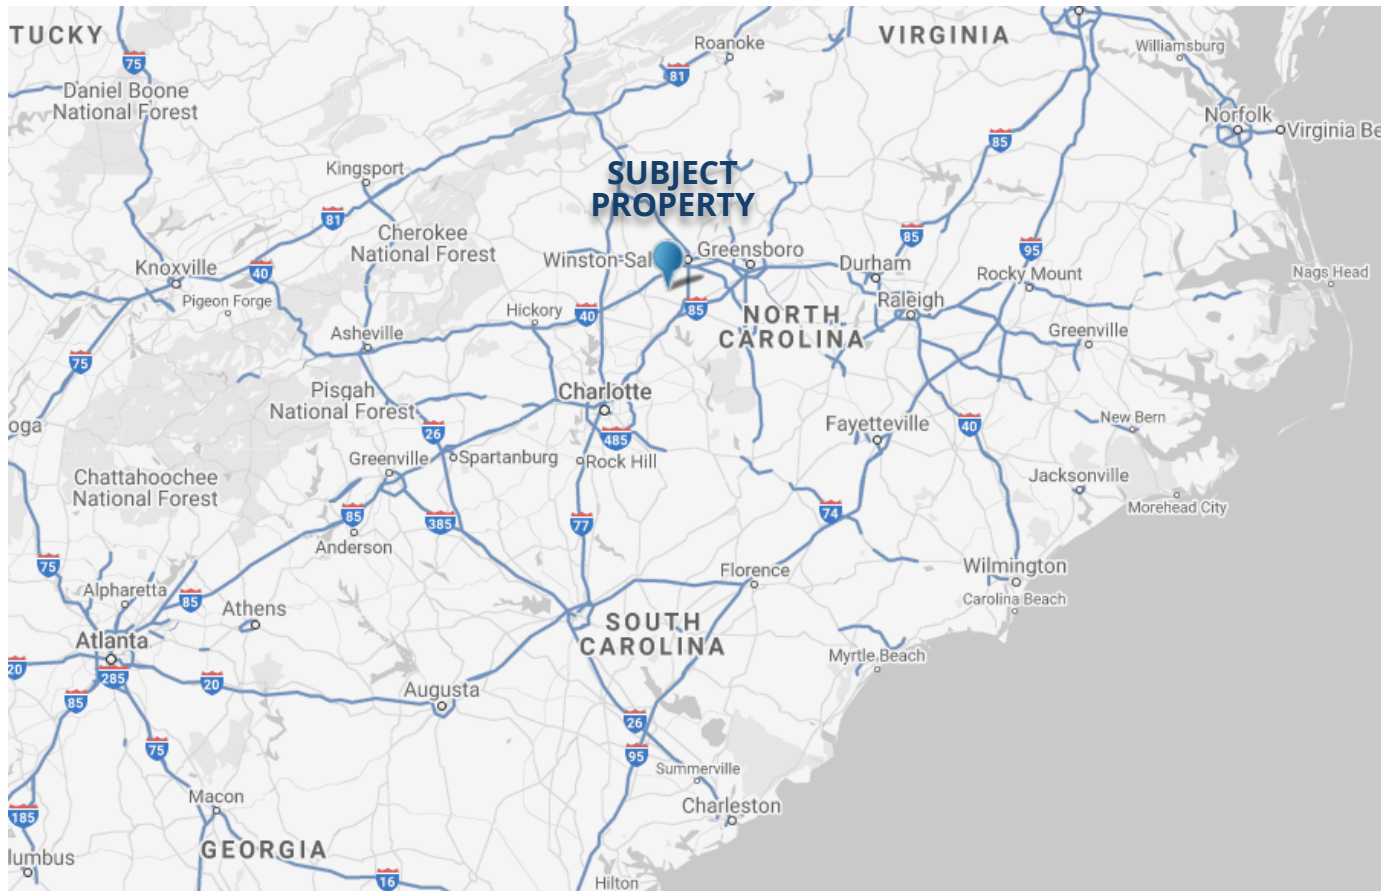 TUCKY
VIRGINIA
Roanoke
Williamsburg
75
81
Daniel Boone
National Forest
Norfolk
Virginia Be
85
SUBJECT
PROPERTY
Kingsport
81
Cherokee
National Forest
85
95
Winston-Sal
Greensboro
Durham
Knoxville
40
Rocky Mount
Nags Head
Pigeon Forge
Raleigh
Hickory
40
85
NORTH
CAROLINA
Greenville
Asheville
75
Pisgah
National Forest
Charlotte
New Bern
oga
26
485
Fayetteville
40
Greenville
Spartanburg
Rock Hill
Chattahoochee
National Forest
Jacksonville
Morehead City
85
385
77
74
Anderson
75
Florence
Wilmington
Alpharetta
85
Carolina Beach
Athens
SOUTH
CAROLINA
Atlanta
Myrtle Beach
20
285
20
85
Augusta
26
75
95
Summerville
Macon
Charleston
185
GEORGIA
lumbus
16
Hilton